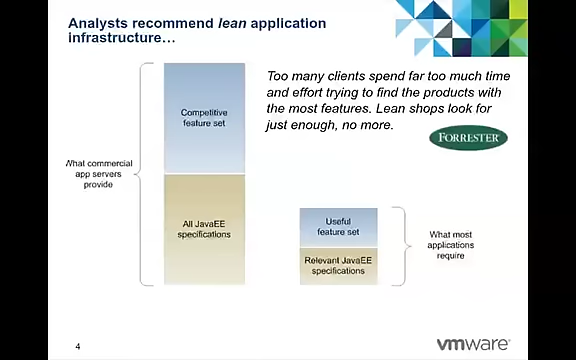 Analysts recommend lean application
infrastructure…
Too many clients spend far too much time
and effort trying to find the products with
the most features. Lean shops look for
just enough, no more.
FORRESTER
Competitive
feature set
What commercial
app servers
provide
All JavaEE
specifications
Useful
feature set
Relevant JavaEE
specifications
What most
applications
require
4
vmware